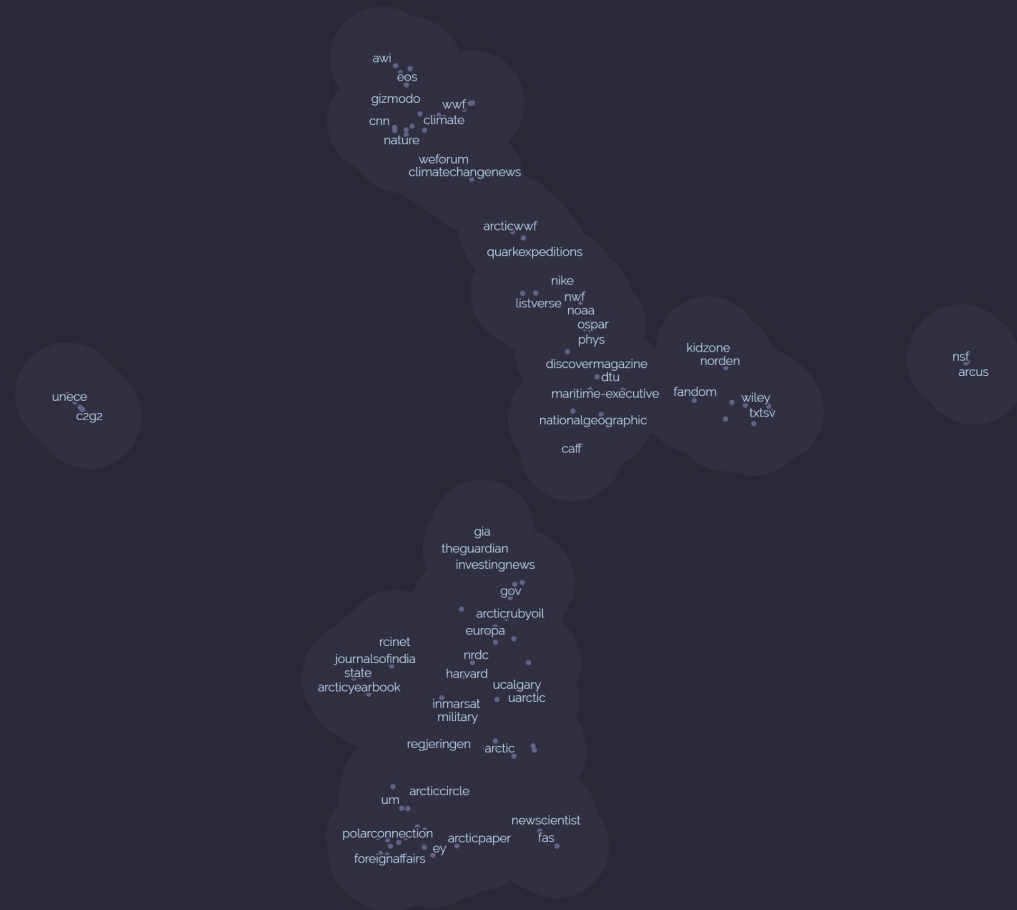 awi
eos
gizmodo
wwf
cnn
climate
nature
weforum
climatechangenews
arcticwwf
quarkexpeditions
nike
nwf
listverse
noaa
ospar
phys
discovermagazine
dtu
maritime-executive
nationalgeographic
caff
kidzone
norden
fandom
wiley
txtsv
nsf
arcus
unece
c2g2
gia
theguardian
investingnews
gov
arcticrubyoil
europa
rcinet
journalsofindia
state
arcticyearbook
nrdc
harvard
ucalgary
uarctic
inmarsat
military
regjeringen
arctic
arcticcircle
um
polarconnection
foreignaffairs
ey
arcticpaper
newscientist
fas